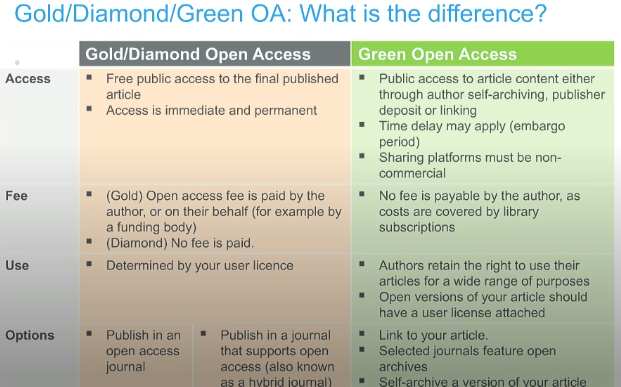 Gold/Diamond/Green OA: What is the difference?
Gold/Diamond Open Access
Green Open Access
Access
▪ Free public access to the final published
article
▪ Access is immediate and permanent
▪ Public access to article content either
through author self-archiving, publisher
deposit or linking
▪ Time delay may apply (embargo
period)
▪ Sharing platforms must be non-
commercial
Fee
▪ (Gold) Open access fee is paid by the
author, or on their behalf (for example by
a funding body)
▪ (Diamond) No fee is paid.
▪ No fee is payable by the author, as
costs are covered by library
subscriptions
Use
▪ Determined by your user licence
▪ Authors retain the right to use their
articles for a wide range of purposes
▪ Open versions of your article should
have a user license attached
Options
▪ Publish in an
open access
journal
▪ Publish in a journal
that supports open
access (also known
as a hybrid journal)
▪ Link to your article.
▪ Selected journals feature open
archives
▪ Self-archive a version of your article